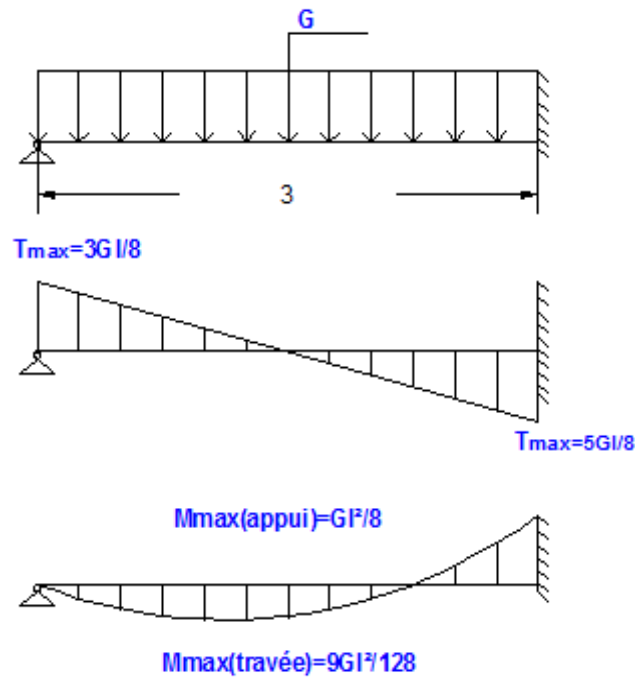 G
3
Tmax=3Gl/8
Tmax=5Gl/8
Mmax(appui)=Gl²/8
Mmax(travée)=9Gl²/128